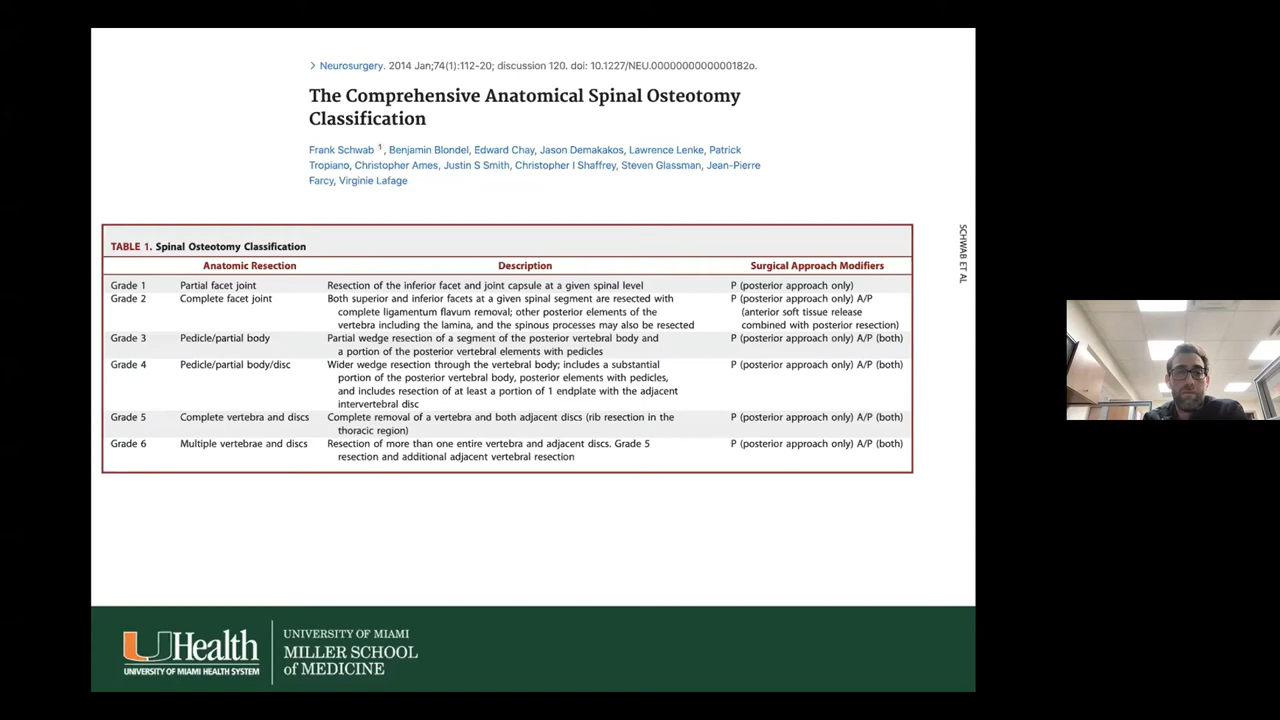 > Neurosurgery. 2014 Jan;74(1):112-20; discussion 120. doi: 10.1227/NEU.0000000000000182o.
The Comprehensive Anatomical Spinal Osteotomy
Classification
Frank Schwab 1, Benjamin Blondel, Edward Chay, Jason Demakakos, Lawrence Lenke, Patrick
Tropiano, Christopher Ames, Justin S Smith, Christopher I Shaffrey, Steven Glassman, Jean-Pierre
Farcy, Virginie Lafage
SCHWAB ET AL
TABLE 1. Spinal Osteotomy Classification
Anatomic Resection Description Surgical Approach Modifiers
Grade 1 Partial facet joint Resection of the inferior facet and joint capsule at a given spinal level P (posterior approach only)
Grade 2 Complete facet joint Both superior and inferior facets at a given spinal segment are resected with P (posterior approach only) A/P
complete ligamentum flavum removal; other posterior elements of the (anterior soft tissue release
vertebra including the lamina, and the spinous processes may also be resected combined with posterior resection)
Grade 3 Pedicle/partial body Partial wedge resection of a segment of the posterior vertebral body and P (posterior approach only) A/P (both)
a portion of the posterior vertebral elements with pedicles
Grade 4 Pedicle/partial body/disc Wider wedge resection through the vertebral body; includes a substantial P (posterior approach only) A/P (both)
portion of the posterior vertebral body, posterior elements with pedicles,
and includes resection of at least a portion of 1 endplate with the adjacent
intervertebral disc
Grade 5 Complete vertebra and discs Complete removal of a vertebra and both adjacent discs (rib resection in the P (posterior approach only) A/P (both)
thoracic region)
Grade 6 Multiple vertebrae and discs Resection of more than one entire vertebra and adjacent discs. Grade 5 P (posterior approach only) A/P (both)
resection and additional adjacent vertebral resection
UHealth
UNIVERSITY OF MIAMI HEALTH SYSTEM
UNIVERSITY OF MIAMI
MILLER SCHOOL
of MEDICINE